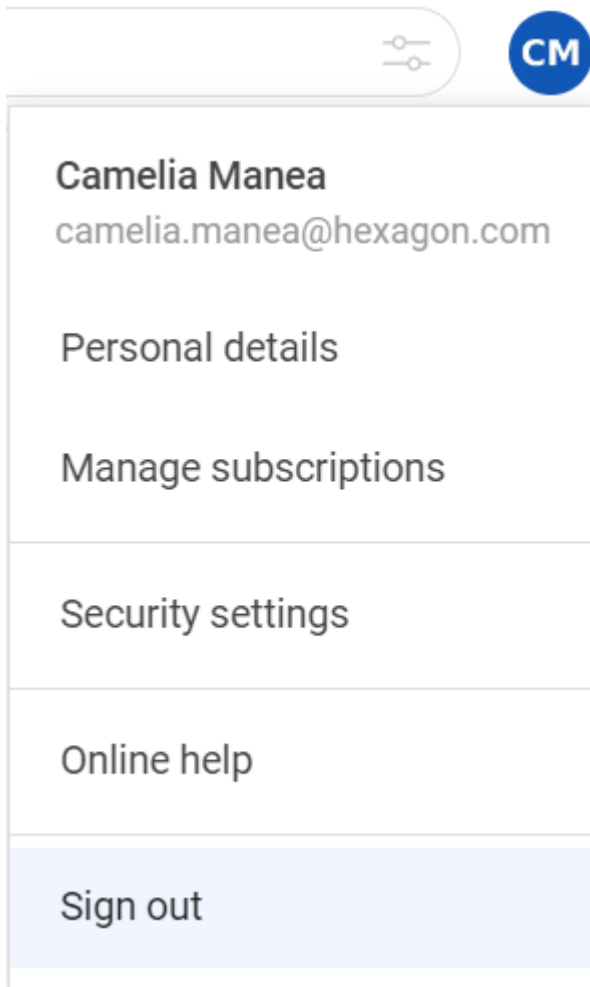 CM
Camelia Manea
camelia.manea@hexagon.com
Personal details
Manage subscriptions
Security settings
Online help
Sign out